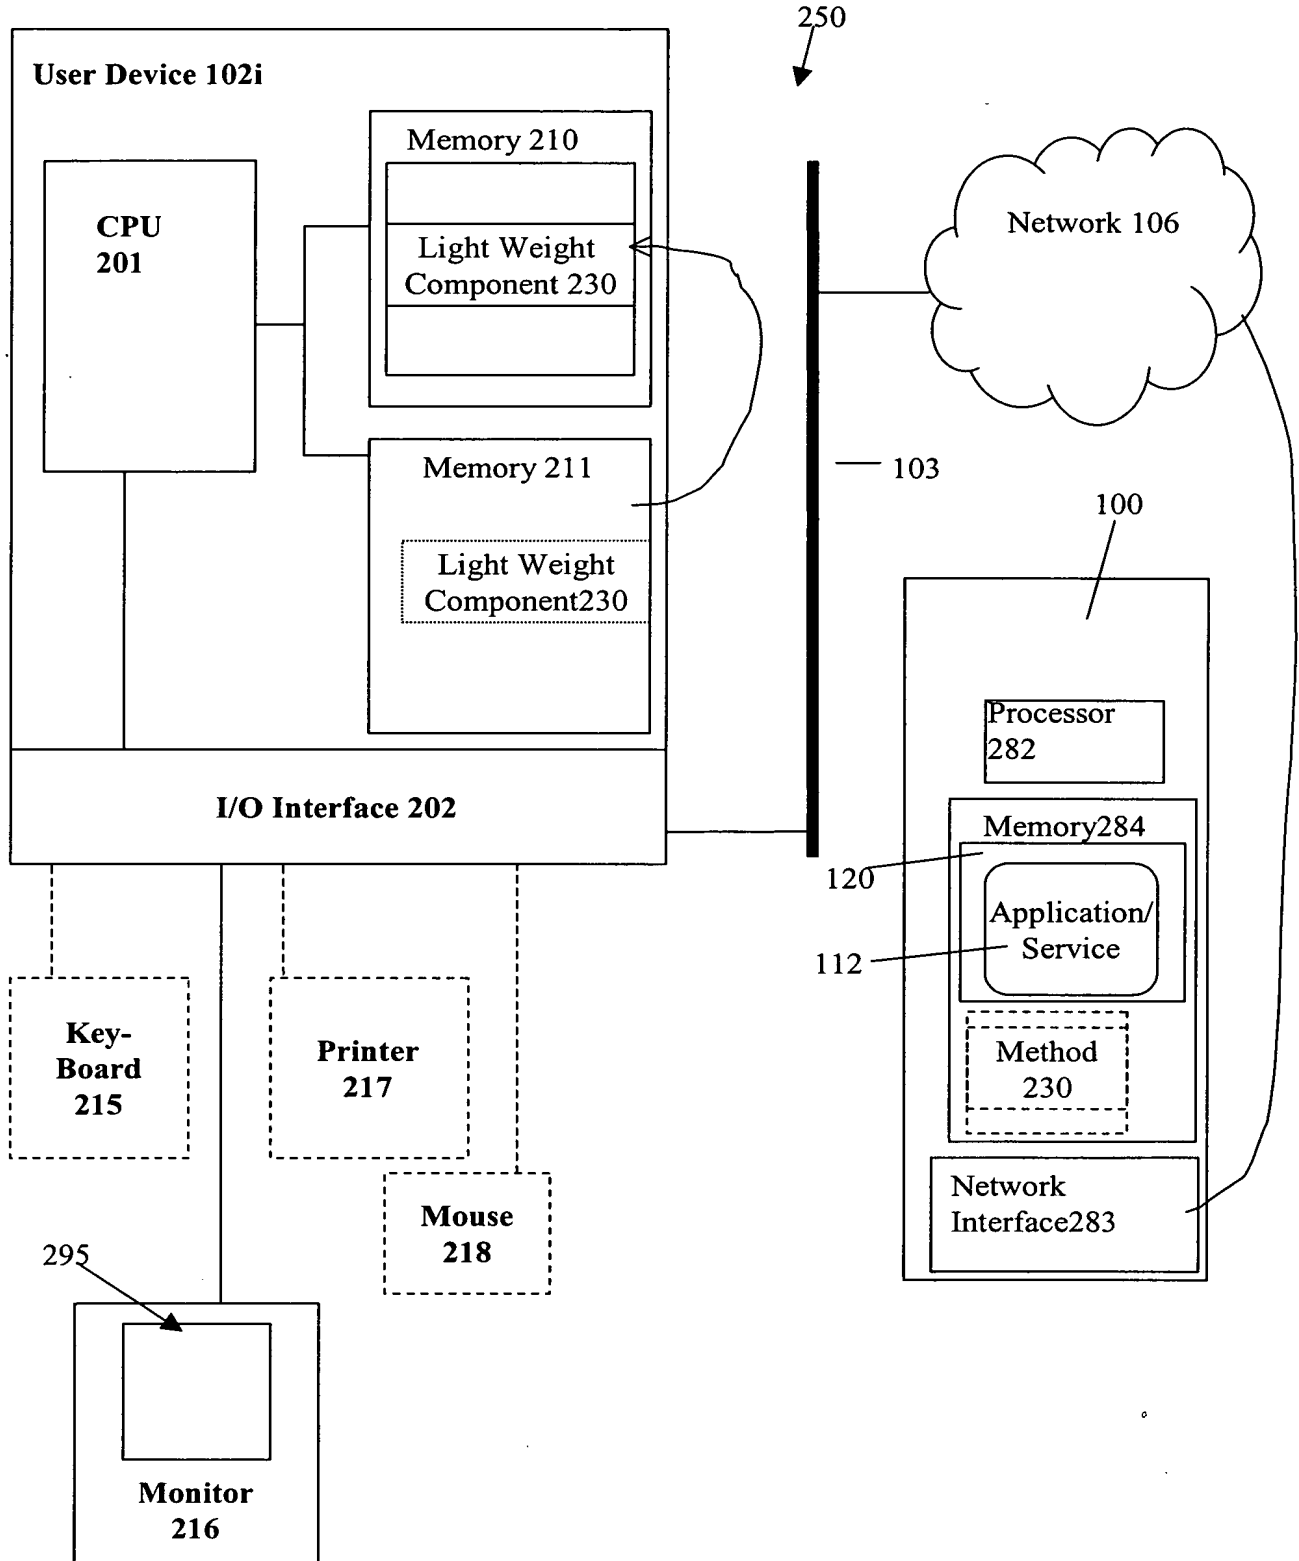 250
User Device 102i
Memory 210
CPU
201
Light Weight
Component 230
Network 106
Memory 211
103
Light Weight
Component230
100
Processor
282
I/O Interface 202
Memory284
120
Application/
Service
112
Method
230
Key-
Board
215
Printer
217
Network
Interface283
Mouse
218
295
Monitor
216